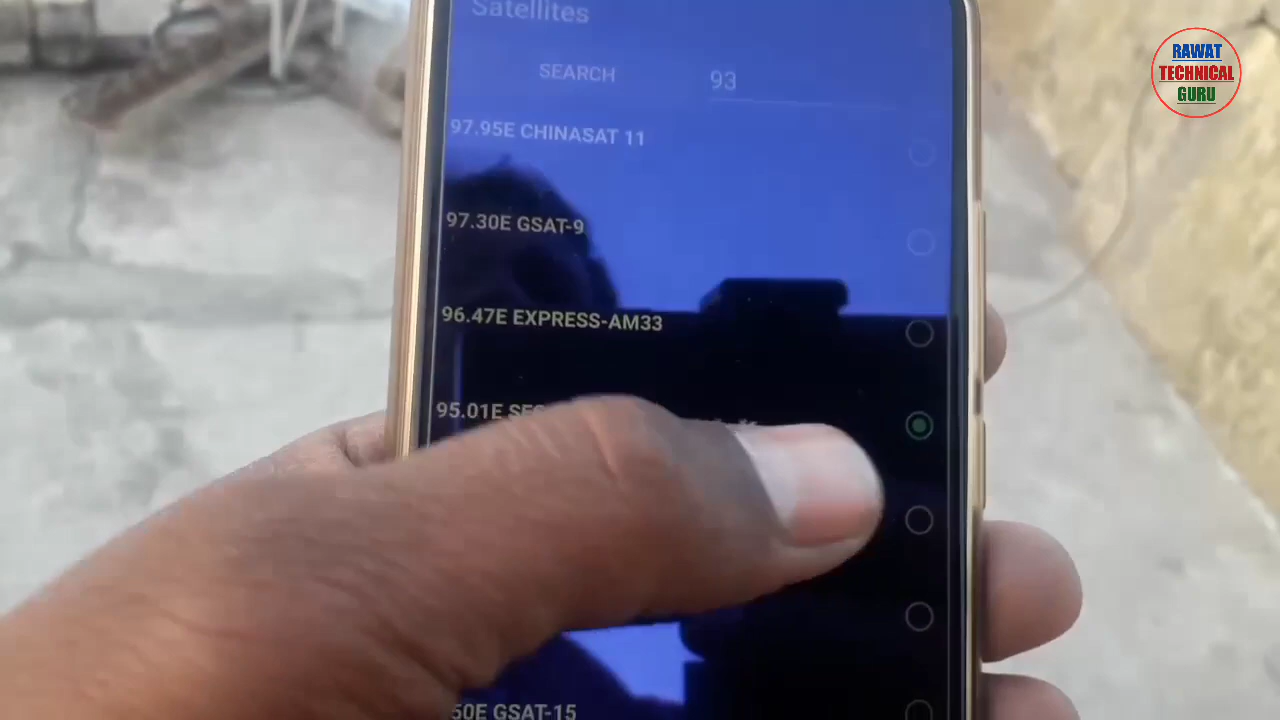 Satellites
SEARCH 93
97.95E CHINASAT 11
97.30E GSAT-9
96.47E EXPRESS-AM33
95.01E
50E GSAT-15
RAWAT
TECHNICAL
GURU